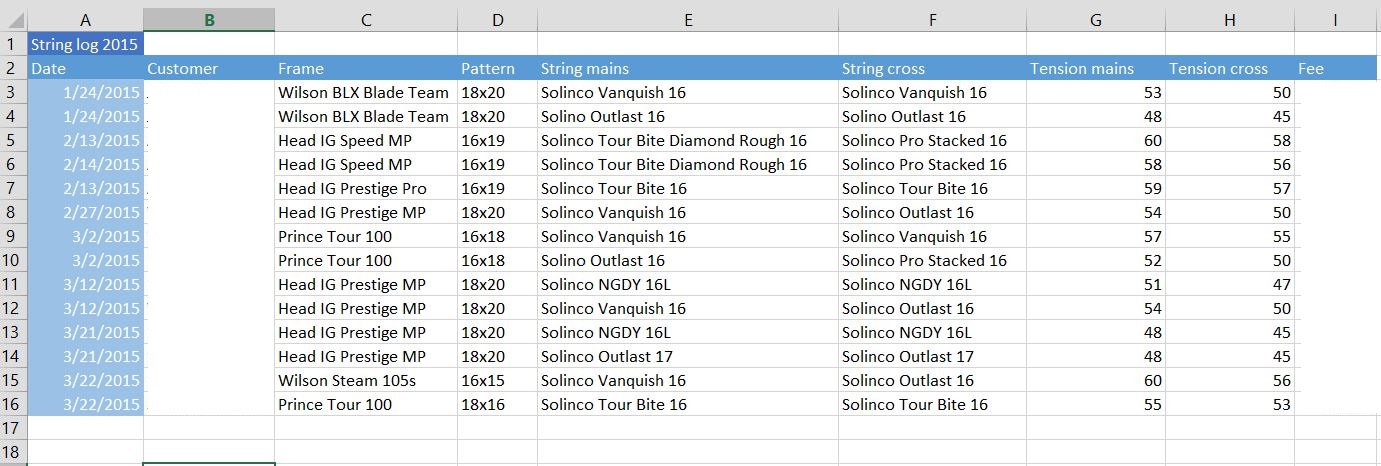 A B C D E F G H I
1 String log 2015
2 Date Customer Frame Pattern String mains String cross Tension mains Tension cross Fee
3 1/24/2015 Wilson BLX Blade Team 18x20 Solinco Vanquish 16 Solinco Vanquish 16 53 50
4 1/24/2015 Wilson BLX Blade Team 18x20 Solino Outlast 16 Solino Outlast 16 48 45
5 2/13/2015 Head IG Speed MP 16x19 Solinco Tour Bite Diamond Rough 16 Solinco Pro Stacked 16 60 58
6 2/14/2015 Head IG Speed MP 16x19 Solinco Tour Bite Diamond Rough 16 Solinco Pro Stacked 16 58 56
7 2/13/2015 Head IG Prestige Pro 16x19 Solinco Tour Bite 16 Solinco Tour Bite 16 59 57
8 2/27/2015 Head IG Prestige MP 18x20 Solinco Vanquish 16 Solinco Outlast 16 54 50
9 3/2/2015 Prince Tour 100 16x18 Solinco Vanquish 16 Solinco Vanquish 16 57 55
10 3/2/2015 Prince Tour 100 16x18 Solino Outlast 16 Solinco Pro Stacked 16 52 50
11 3/12/2015 Head IG Prestige MP 18x20 Solinco NGDY 16L Solinco NGDY 16L 51 47
12 3/12/2015 Head IG Prestige MP 18x20 Solinco Vanquish 16 Solinco Outlast 16 54 50
13 3/21/2015 Head IG Prestige MP 18x20 Solinco NGDY 16L Solinco NGDY 16L 48 45
14 3/21/2015 Head IG Prestige MP 18x20 Solinco Outlast 17 Solinco Outlast 17 48 45
15 3/22/2015 Wilson Steam 105s 16x15 Solinco Vanquish 16 Solinco Outlast 16 60 56
16 3/22/2015 Prince Tour 100 18x16 Solinco Tour Bite 16 Solinco Tour Bite 16 55 53
17
18